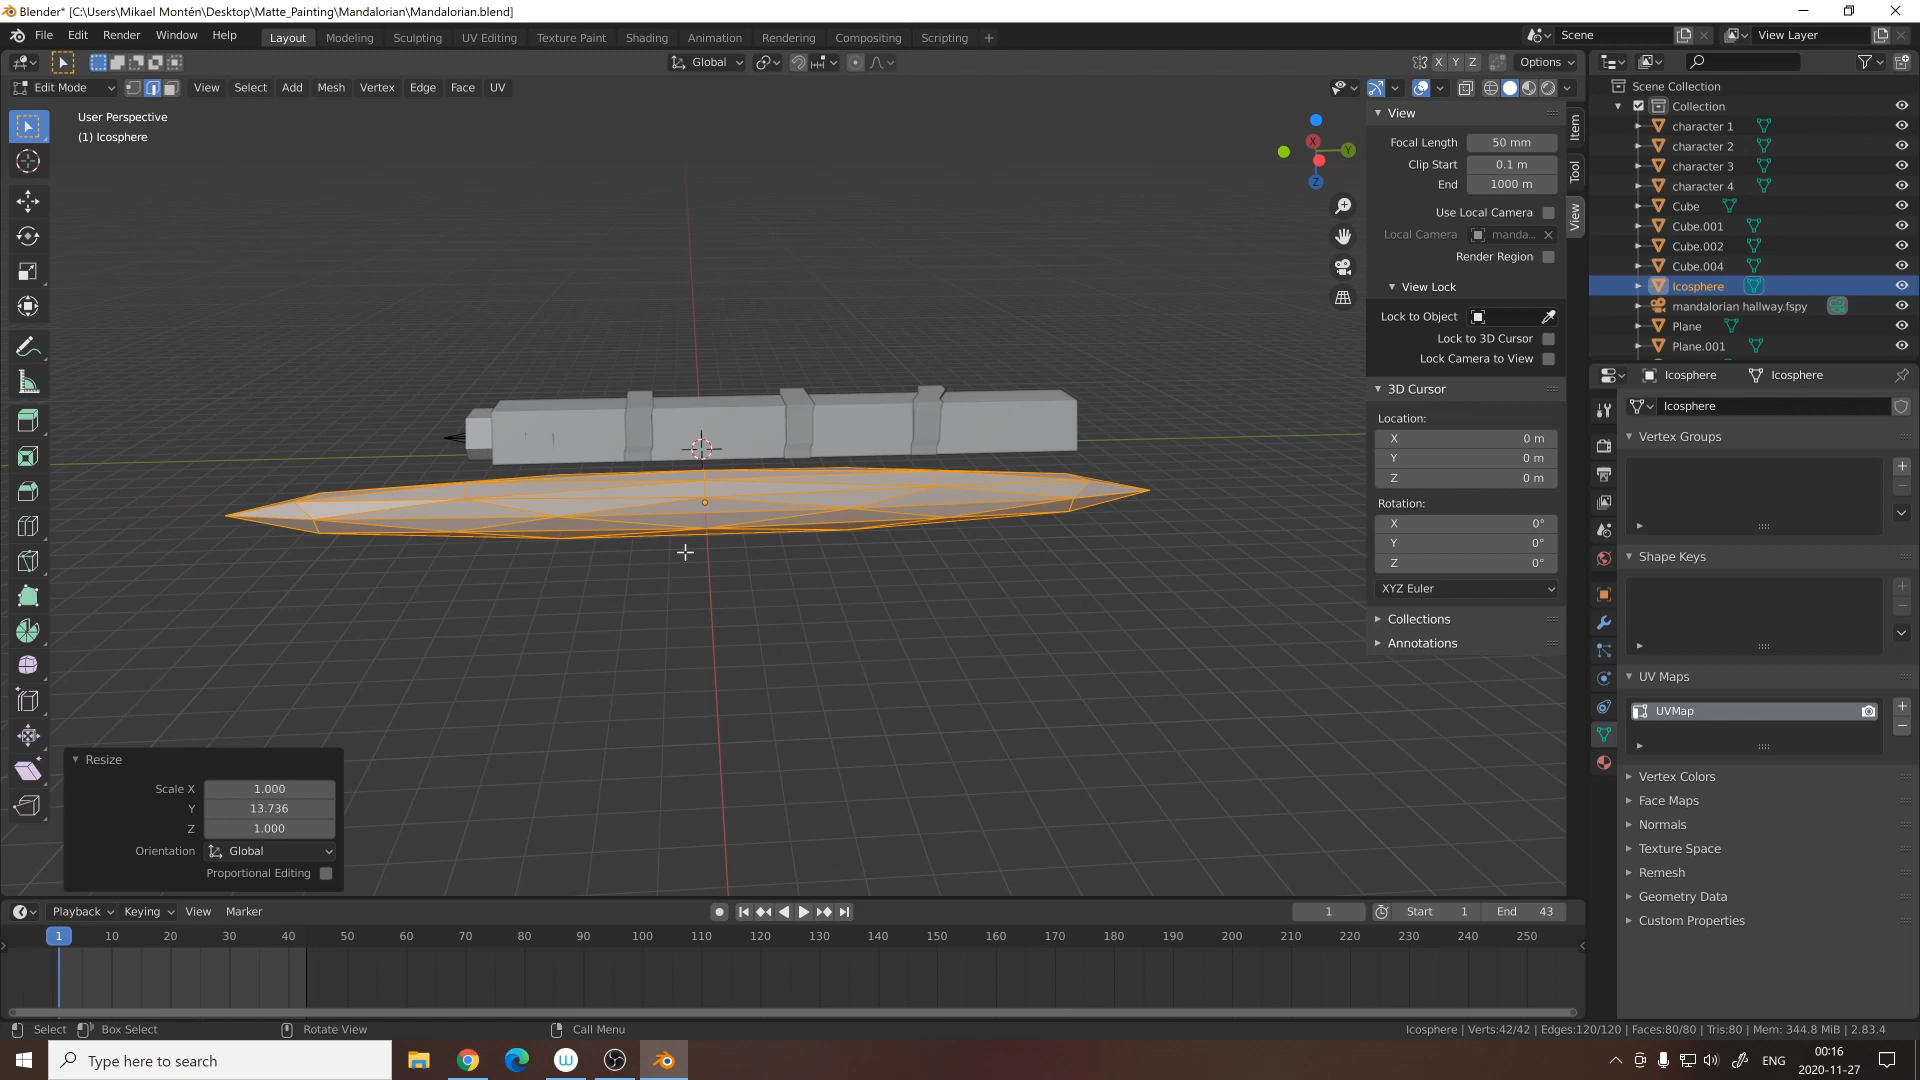 Blender* [C:\Users\Mikael Montén\Desktop\Matte_Painting\Mandalorian\Mandalorian.blend]
File Edit Render Window Help Layout Modeling Sculpting UV Editing Texture Paint Shading Animation Rendering Compositing Scripting + Scene View Layer
Global X Y Z Options
Edit Mode View Select Add Mesh Vertex Edge Face UV
User Perspective
(1) Icosphere
X Y Z
View
Focal Length 50 mm
Clip Start 0.1 m
End 1000 m
Use Local Camera
Local Camera manda...
Render Region
View Lock
Lock to Object
Lock to 3D Cursor
Lock Camera to View
3D Cursor
Location:
X 0 m
Y 0 m
Z 0 m
Rotation:
X 0°
Y 0°
Z 0°
XYZ Euler
Collections
Annotations
Item
Tool
View
Scene Collection
Collection
character 1
character 2
character 3
character 4
Cube
Cube.001
Cube.002
Cube.004
Icosphere
mandalorian hallway.fspy
Plane
Plane.001
Icosphere Icosphere
Icosphere
Vertex Groups
Shape Keys
UV Maps
UVMap
Vertex Colors
Face Maps
Normals
Texture Space
Remesh
Geometry Data
Custom Properties
Resize
Scale X 1.000
Y 13.736
Z 1.000
Orientation Global
Proportional Editing
Playback Keying View Marker 1 Start 1 End 43
1 10 20 30 40 50 60 70 80 90 100 110 120 130 140 150 160 170 180 190 200 210 220 230 240 250
Select Box Select Rotate View Call Menu Icosphere | Verts:42/42 | Edges:120/120 | Faces:80/80 | Tris:80 | Mem: 344.8 MiB | 2.83.4
Type here to search
ENG
00:16
2020-11-27